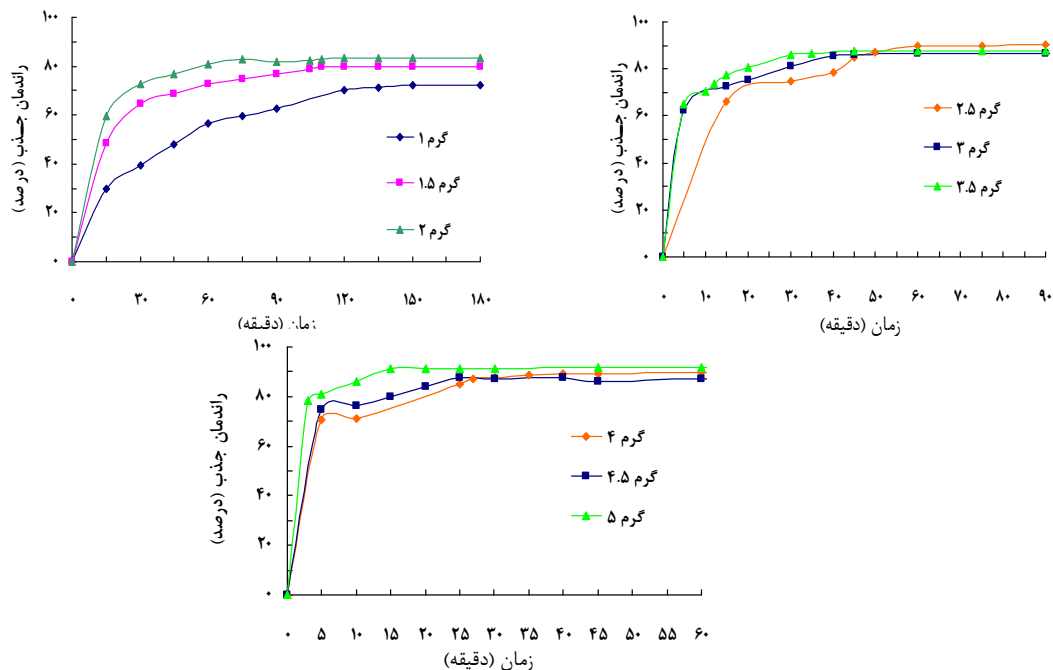 ۱۰۰
۸۰
۶۰
۴۰
۲۰
۰
راندمان جـــذب (درصد)
۱ گرم
۱.۵ گرم
۲ گرم
۰ ۳۰ ۶۰ ۹۰ ۱۲۰ ۱۵۰ ۱۸۰
زمان (دقیقه)
۱۰۰
۸۰
۶۰
۴۰
۲۰
۰
راندمان جـــذب (درصد)
۲.۵ گرم
۳ گرم
۳.۵ گرم
۰ ۱۰ ۲۰ ۳۰ ۴۰ ۵۰ ۶۰ ۷۰ ۸۰ ۹۰
زمان (دقیقه)
۱۰۰
۸۰
۶۰
۴۰
۲۰
۰
راندمان جذب (درصد)
۴ گرم
۴.۵ گرم
۵ گرم
۰ ۵ ۱۰ ۱۵ ۲۰ ۲۵ ۳۰ ۳۵ ۴۰ ۴۵ ۵۰ ۵۵ ۶۰
زمان (دقیقه)